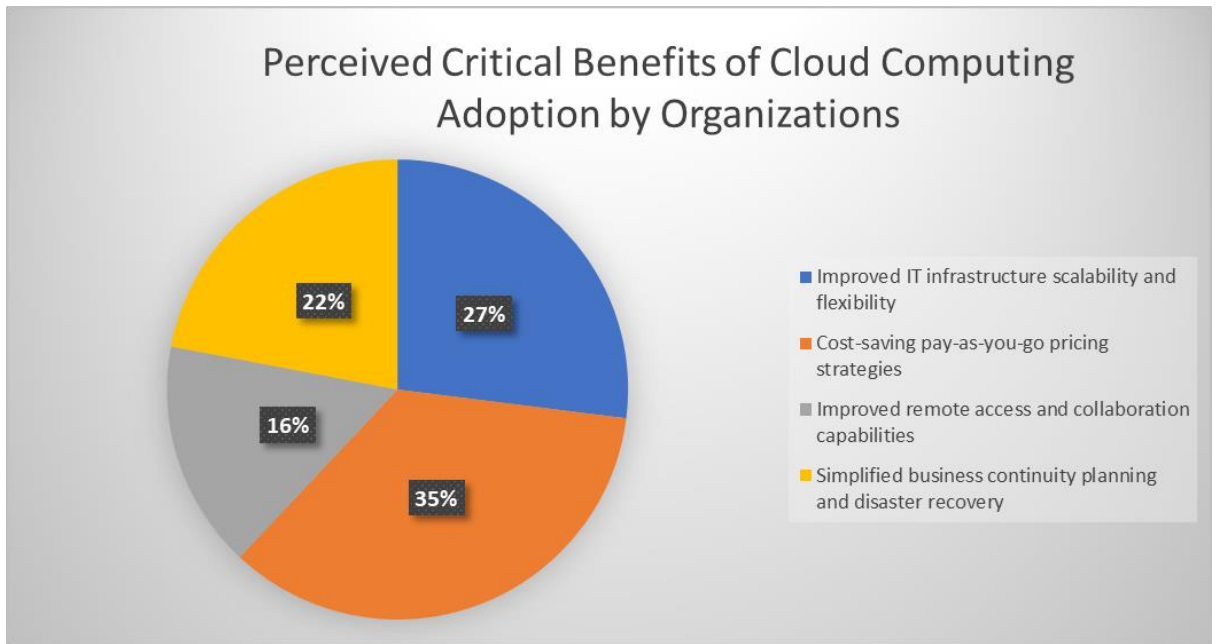 Perceived Critical Benefits of Cloud Computing
Adoption by Organizations
22%
27%
16%
35%
Improved IT infrastructure scalability and
flexibility
Cost-saving pay-as-you-go pricing
strategies
Improved remote access and collaboration
capabilities
Simplified business continuity planning
and disaster recovery